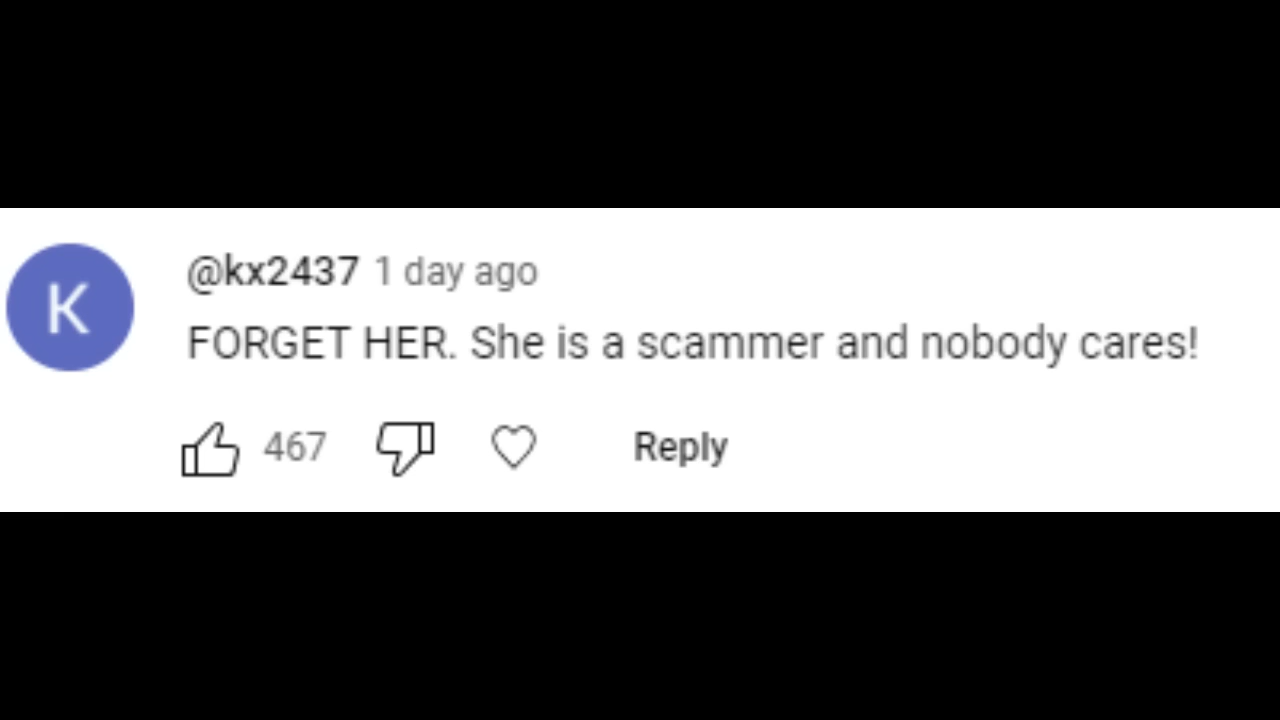 K
@kx2437 1 day ago
FORGET HER. She is a scammer and nobody cares!
467 Reply